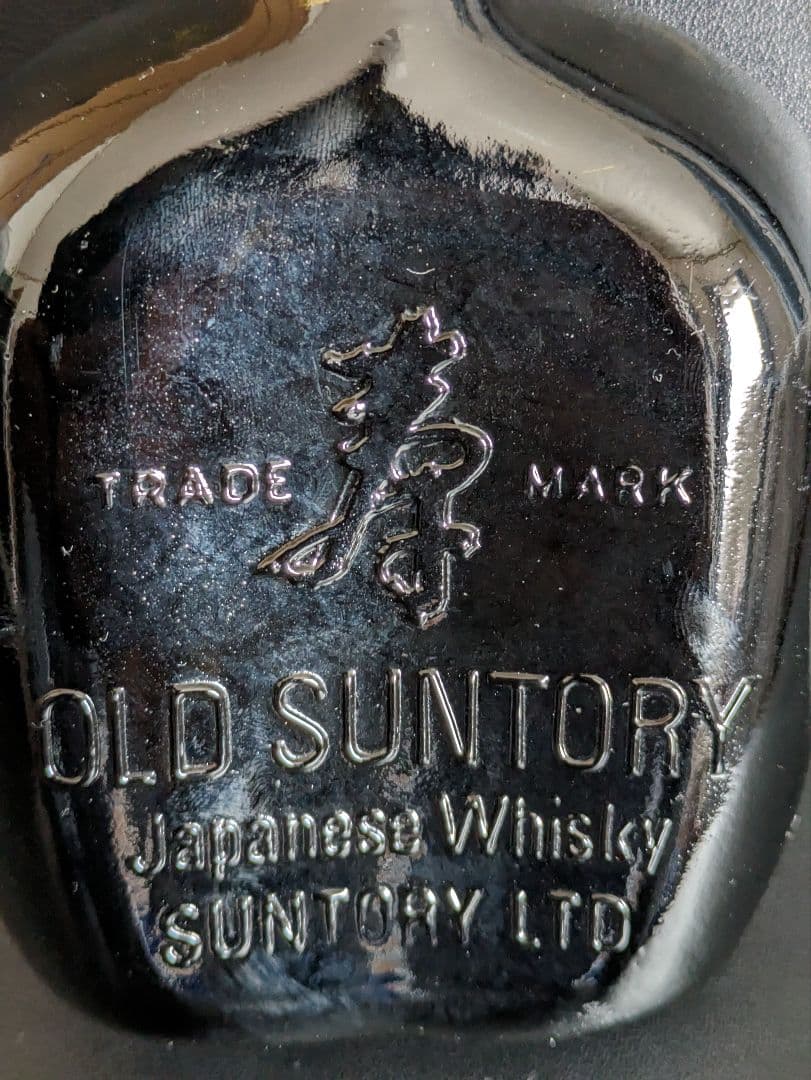 TRADE 寿 MARK
OLD SUNTORY
Japanese Whisky
SUNTORY LTD